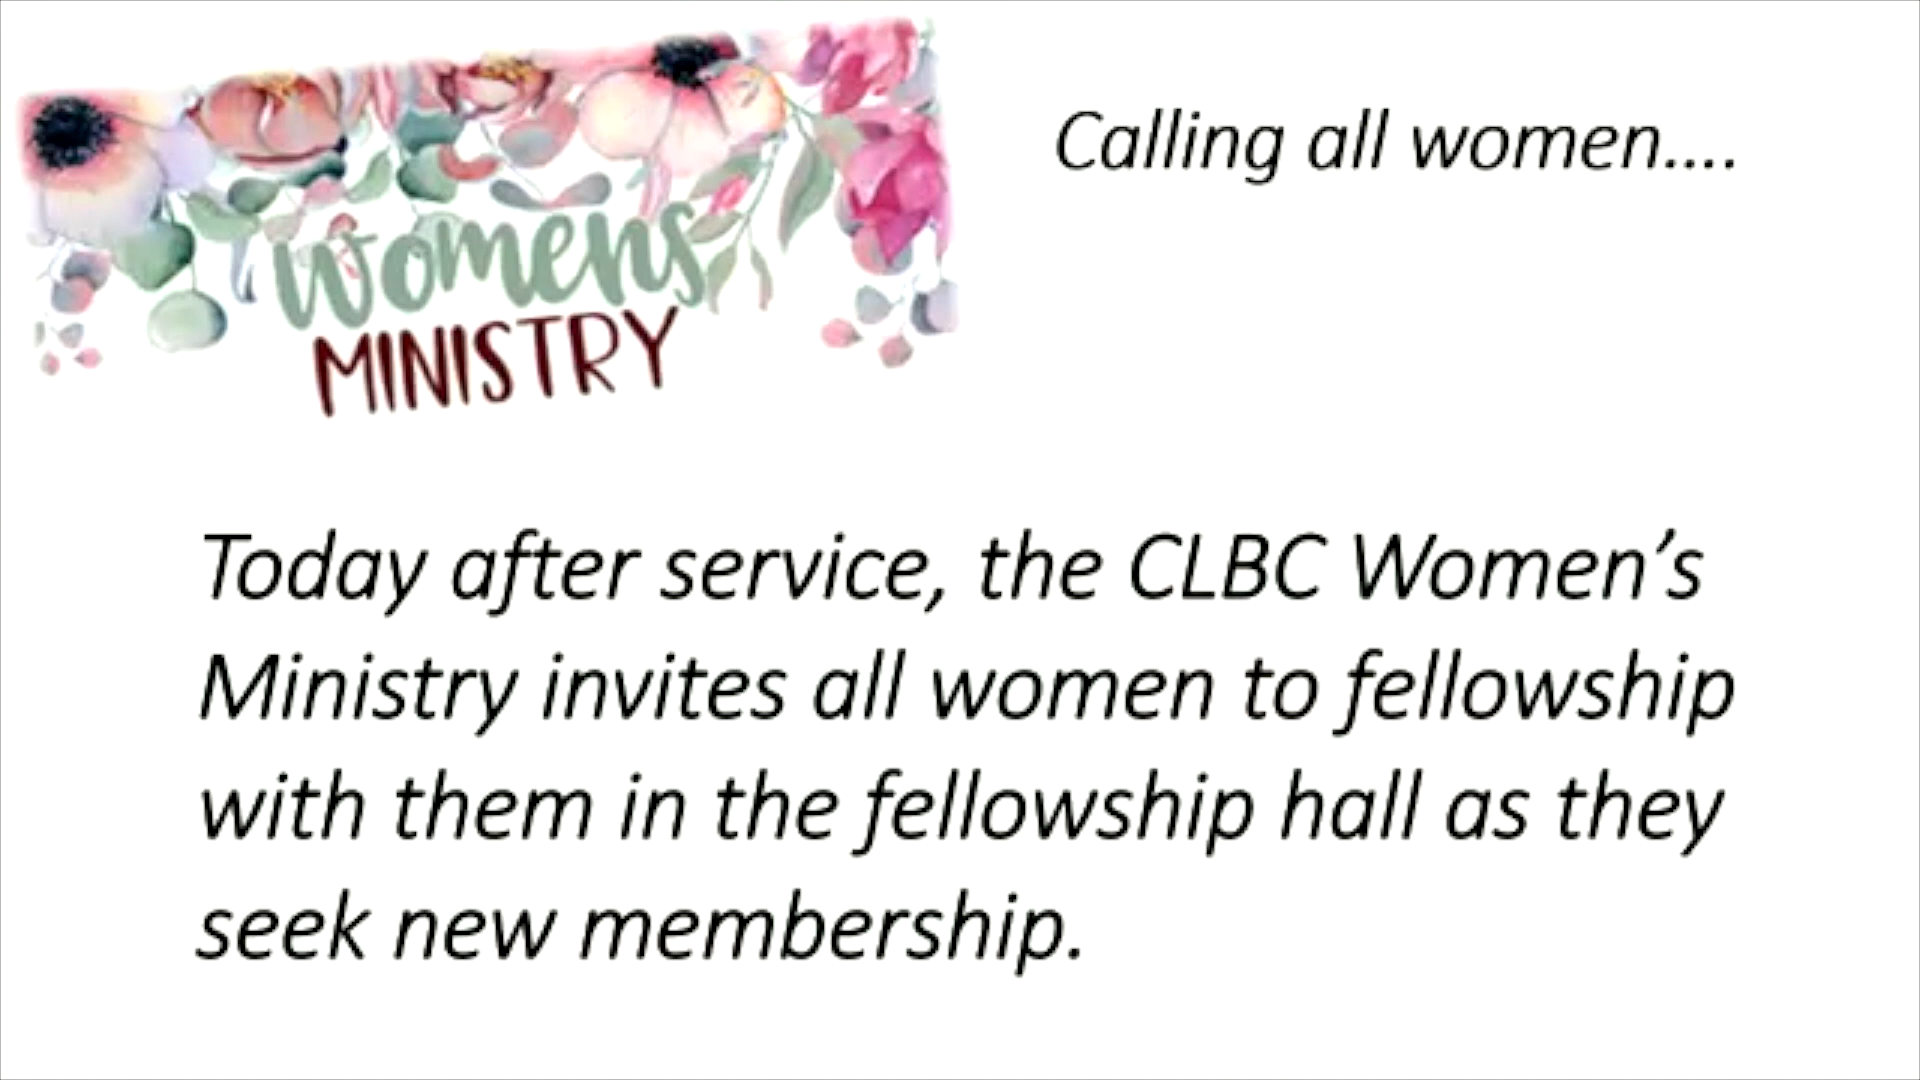 Calling all women....
Womens
MINISTRY
Today after service, the CLBC Women’s
Ministry invites all women to fellowship
with them in the fellowship hall as they
seek new membership.